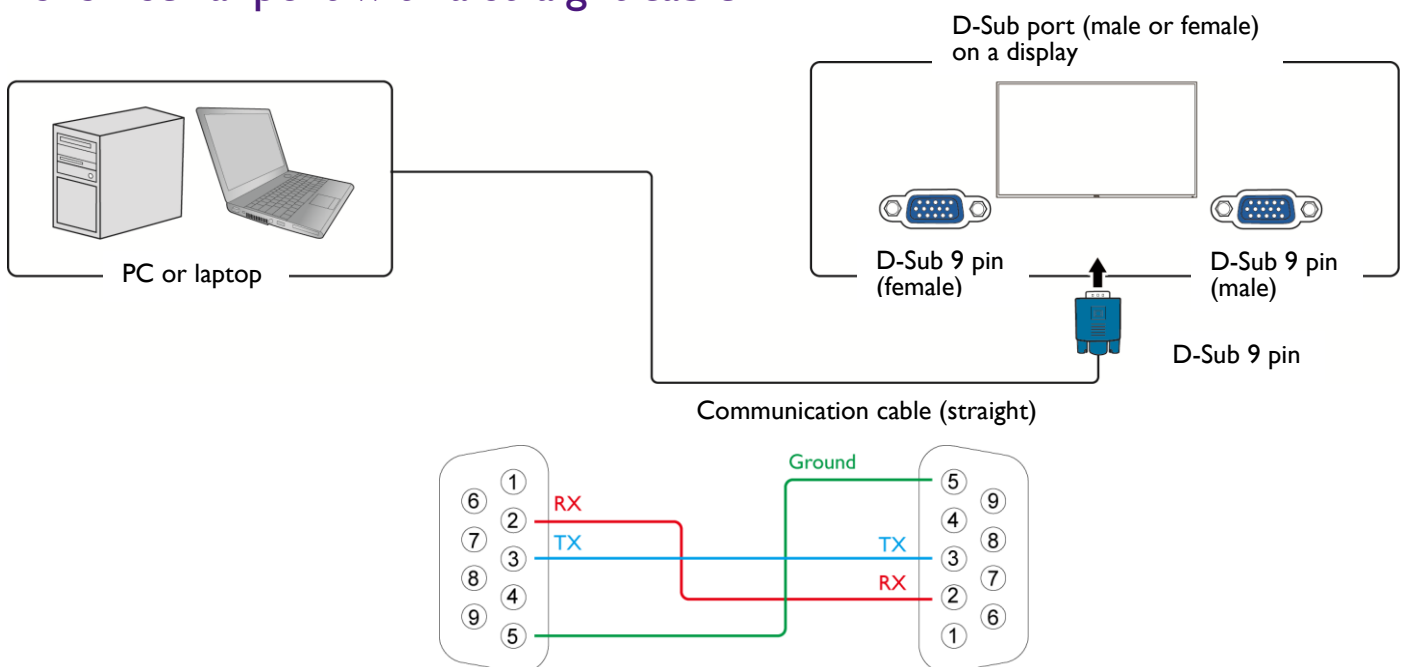 D-Sub port (male or female)
on a display
PC or laptop
D-Sub 9 pin
(female)
D-Sub 9 pin
(male)
D-Sub 9 pin
Communication cable (straight)
Ground
RX
TX
TX
RX
1
6
2
7
3
8
4
9
5
5
9
4
8
3
7
2
6
1